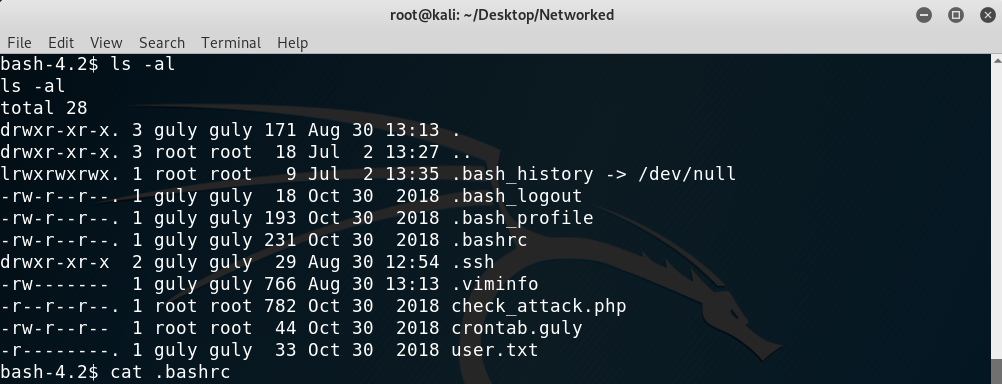 root@kali: ~/Desktop/Networked
File Edit View Search Terminal Help
bash-4.2$ ls -al
ls -al
total 28
drwxr-xr-x. 3 guly guly 171 Aug 30 13:13 .
drwxr-xr-x. 3 root root  18 Jul  2 13:27 ..
lrwxrwxrwx. 1 root root   9 Jul  2 13:35 .bash_history -> /dev/null
-rw-r--r--. 1 guly guly  18 Oct 30  2018 .bash_logout
-rw-r--r--. 1 guly guly 193 Oct 30  2018 .bash_profile
-rw-r--r--. 1 guly guly 231 Oct 30  2018 .bashrc
drwxr-xr-x  2 guly guly  29 Aug 30 12:54 .ssh
-rw-------  1 guly guly 766 Aug 30 13:13 .viminfo
-r--r--r--. 1 root root 782 Oct 30  2018 check_attack.php
-rw-r--r--  1 root root  44 Oct 30  2018 crontab.guly
-r--------. 1 guly guly  33 Oct 30  2018 user.txt
bash-4.2$ cat .bashrc